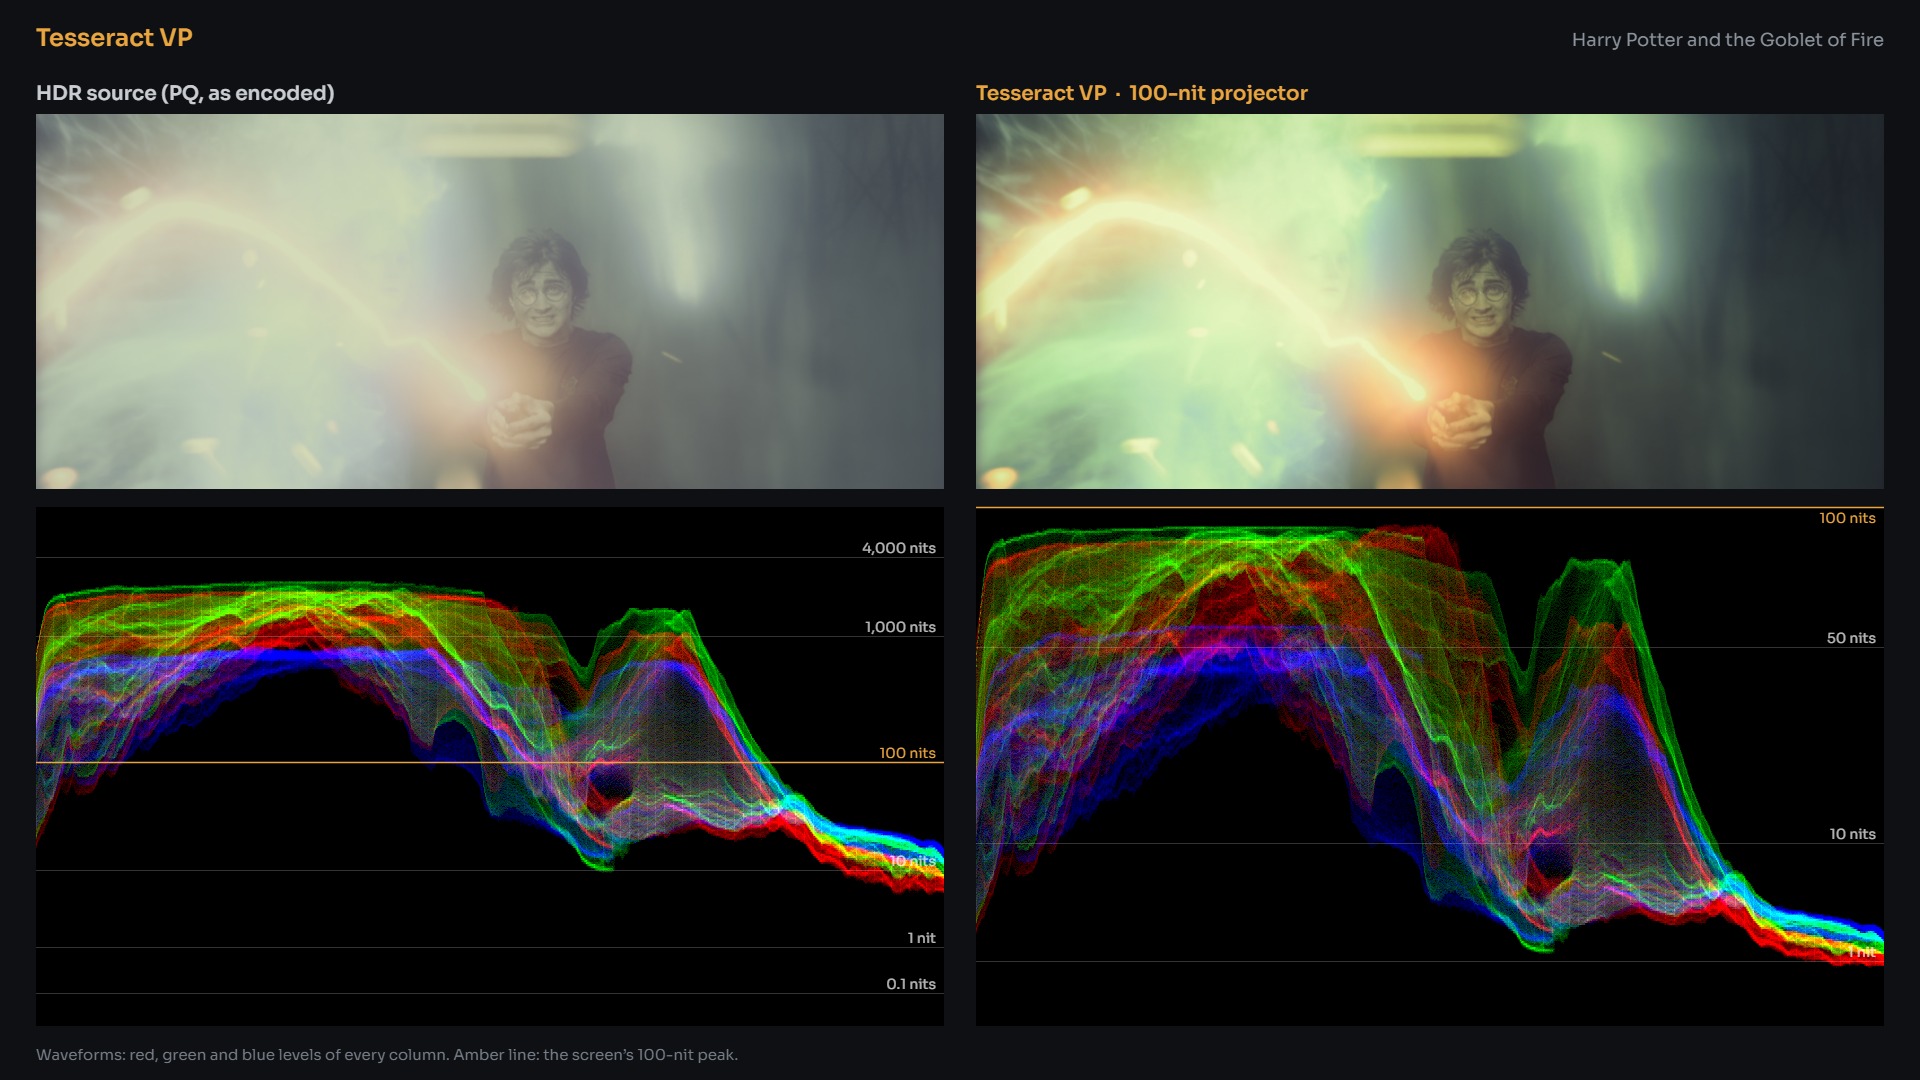 Tesseract VP
Harry Potter and the Goblet of Fire
HDR source (PQ, as encoded)
Tesseract VP · 100-nit projector
4,000 nits
1,000 nits
100 nits
10 nits
1 nit
0.1 nits
100 nits
50 nits
10 nits
1 nit
Waveforms: red, green and blue levels of every column. Amber line: the screen’s 100-nit peak.